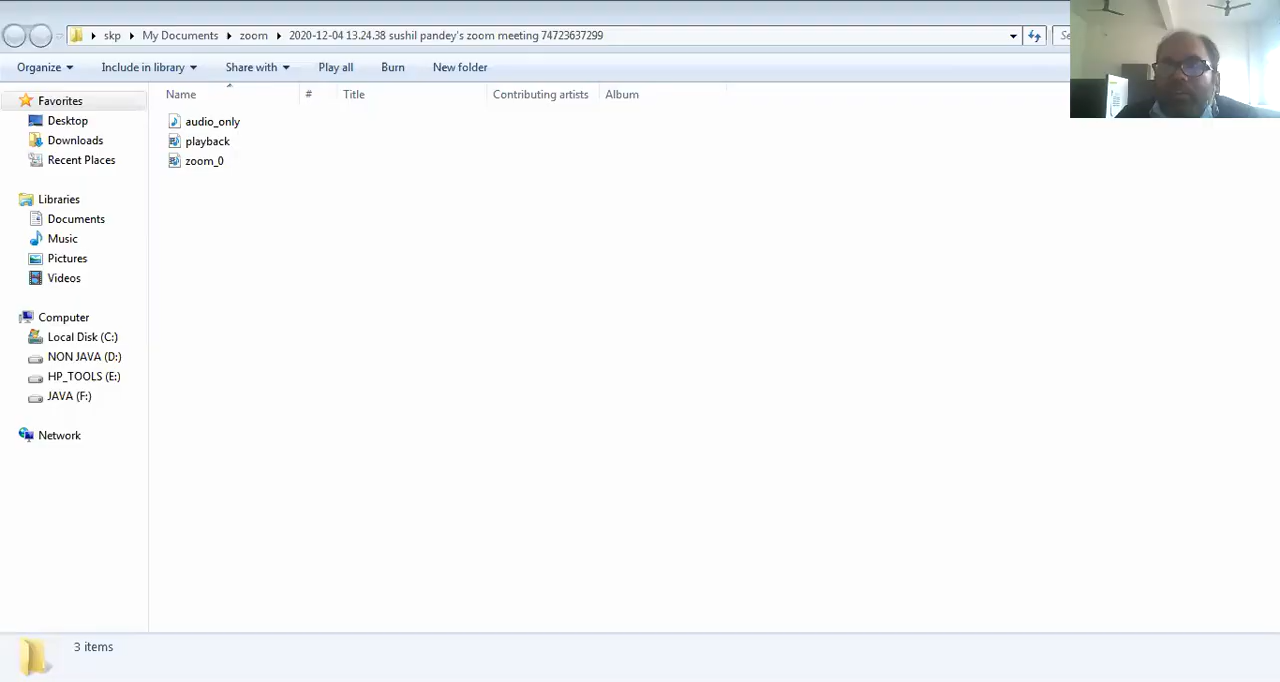 skp My Documents zoom 2020-12-04 13.24.38 sushil pandey's zoom meeting 74723637299 Se
Organize Include in library Share with Play all Burn New folder
Name # Title Contributing artists Album
Favorites
Desktop
Downloads
Recent Places
Libraries
Documents
Music
Pictures
Videos
Computer
Local Disk (C:)
NON JAVA (D:)
HP_TOOLS (E:)
JAVA (F:)
Network
audio_only
playback
zoom_0
3 items